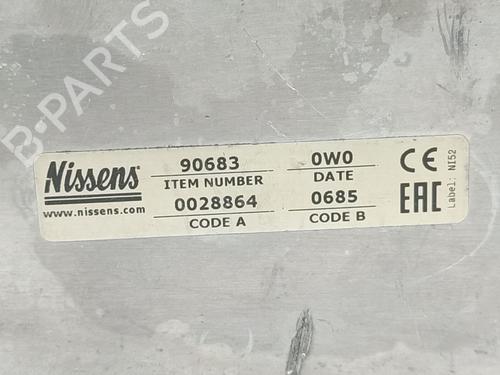 B-PARTS
Nissens
www.nissens.com
90683
ITEM NUMBER
0028864
CODE A
0W0
DATE
0685
CODE B
CE
EAC
Label: NI52